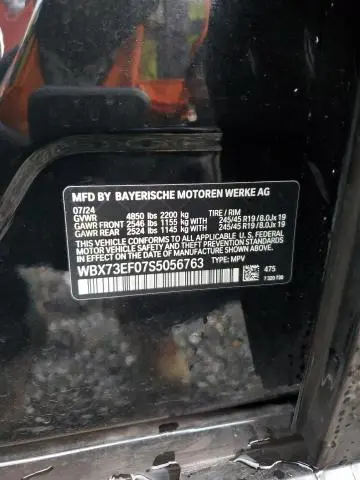 MFD BY BAYERISCHE MOTOREN WERKE AG
07/24 TIRE / RIM
GVWR 4850 lbs 2200 kg
GAWR FRONT 2546 lbs 1155 kg WITH 245/45 R19 / 8.0Jx 19
GAWR REAR 2524 lbs 1145 kg WITH 245/45 R19 / 8.0Jx 19
THIS VEHICLE CONFORMS TO ALL APPLICABLE U. S. FEDERAL
MOTOR VEHICLE SAFETY, BUMPER, AND THEFT PREVENTION
STANDARDS IN EFFECT ON THE DATE OF MANUFACTURE
SHOWN ABOVE.
WBX73EF07S5056763 TYPE: MPV
475